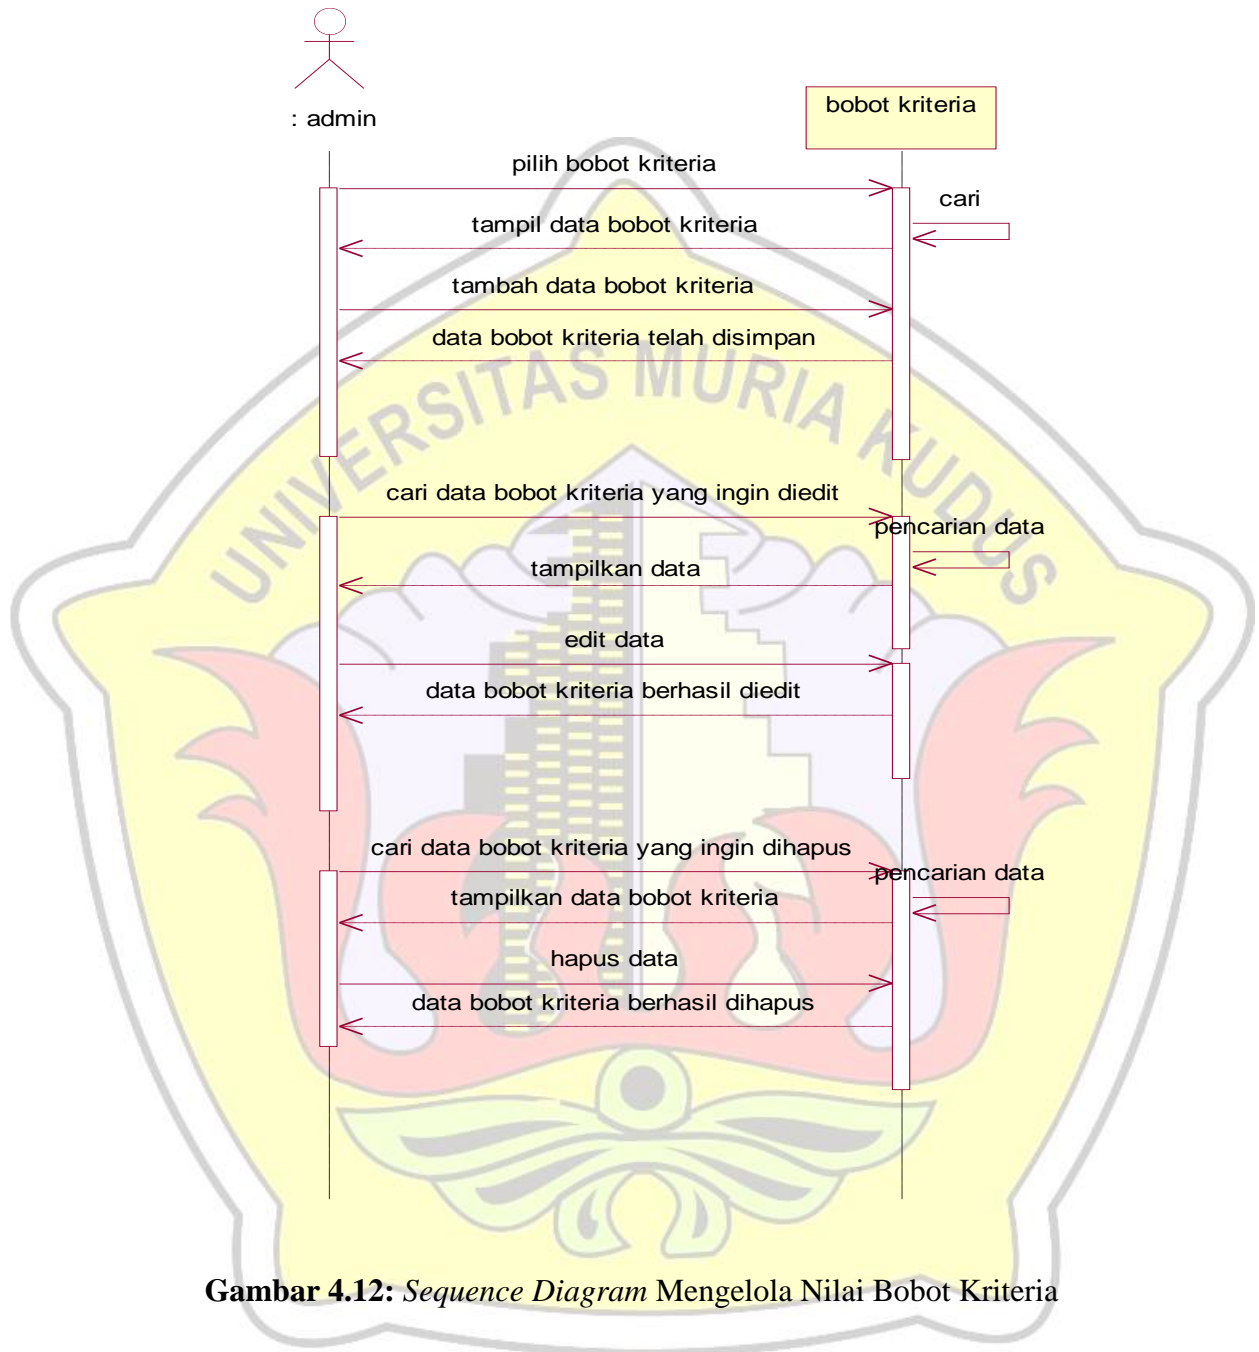 : admin
bobot kriteria
pilih bobot kriteria
cari
tampil data bobot kriteria
tambah data bobot kriteria
data bobot kriteria telah disimpan
UNIVERSITAS MURIA KUDUS
cari data bobot kriteria yang ingin diedit
pencarian data
tampilkan data
edit data
data bobot kriteria berhasil diedit
cari data bobot kriteria yang ingin dihapus
pencarian data
tampilkan data bobot kriteria
hapus data
data bobot kriteria berhasil dihapus
Gambar 4.12: Sequence Diagram Mengelola Nilai Bobot Kriteria